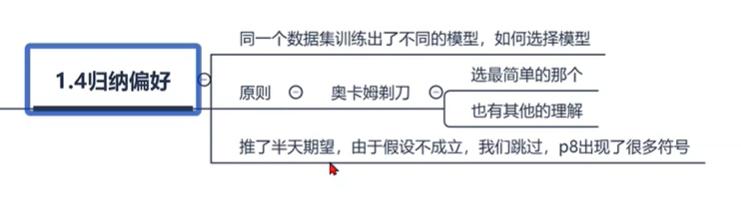 同一个数据集训练出了不同的模型，如何选择模型
1.4归纳偏好
原则
奥卡姆剃刀
选最简单的那个
也有其他的理解
推了半天期望，由于假设不成立，我们跳过，p8出现了很多符号